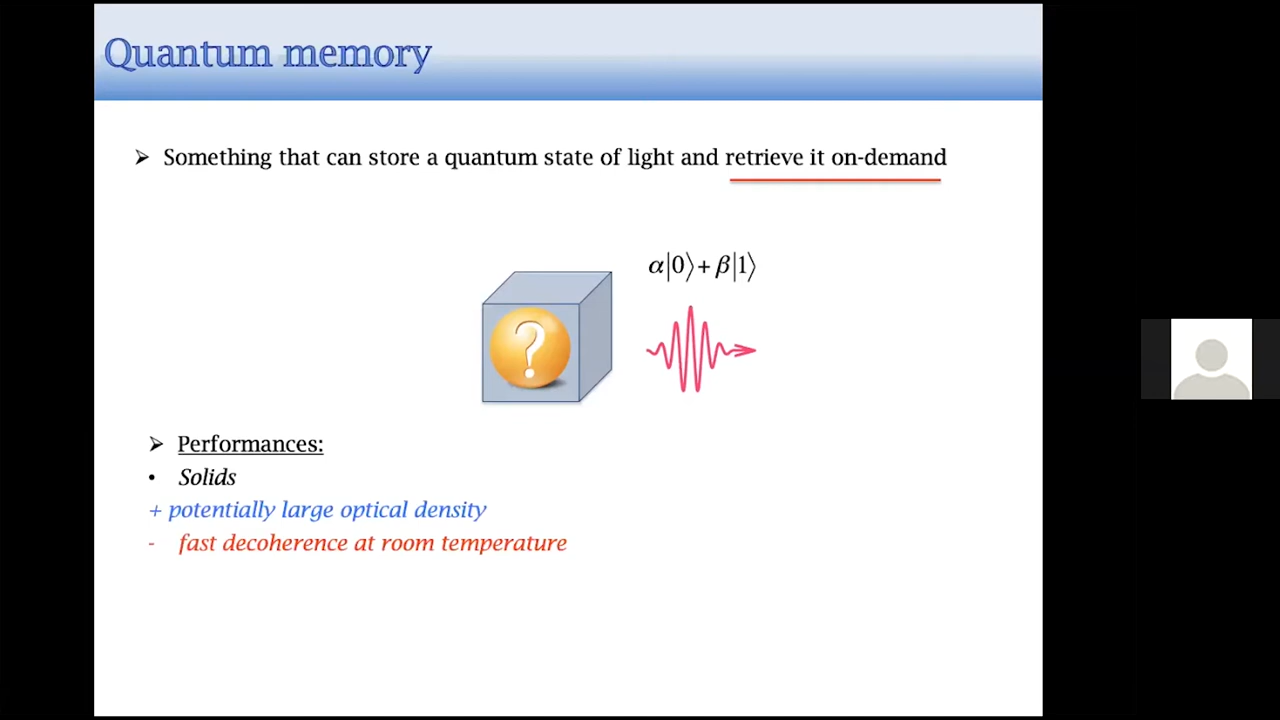 Quantum memory
➢ Something that can store a quantum state of light and retrieve it on-demand
α|0⟩+β|1⟩
?
➢ Performances:
• Solids
+ potentially large optical density
- fast decoherence at room temperature